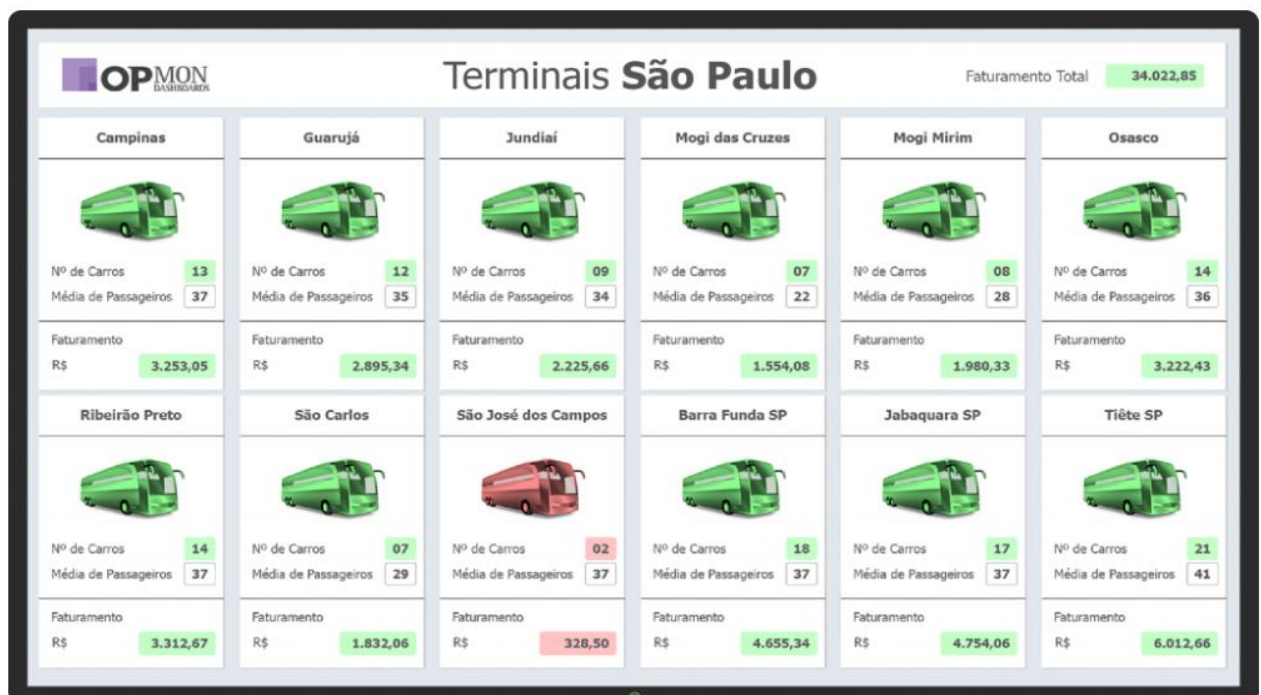 OPMON
DASHBOARDS
Terminais São Paulo
Faturamento Total 34.022,85
Campinas
Nº de Carros 13
Média de Passageiros 37
Faturamento
R$ 3.253,05
Guarujá
Nº de Carros 12
Média de Passageiros 35
Faturamento
R$ 2.895,34
Jundiaí
Nº de Carros 09
Média de Passageiros 34
Faturamento
R$ 2.225,66
Mogi das Cruzes
Nº de Carros 07
Média de Passageiros 22
Faturamento
R$ 1.554,08
Mogi Mirim
Nº de Carros 08
Média de Passageiros 28
Faturamento
R$ 1.980,33
Osasco
Nº de Carros 14
Média de Passageiros 36
Faturamento
R$ 3.222,43
Ribeirão Preto
Nº de Carros 14
Média de Passageiros 37
Faturamento
R$ 3.312,67
São Carlos
Nº de Carros 07
Média de Passageiros 29
Faturamento
R$ 1.832,06
São José dos Campos
Nº de Carros 02
Média de Passageiros 37
Faturamento
R$ 328,50
Barra Funda SP
Nº de Carros 18
Média de Passageiros 37
Faturamento
R$ 4.655,34
Jabaquara SP
Nº de Carros 17
Média de Passageiros 37
Faturamento
R$ 4.754,06
Tiête SP
Nº de Carros 21
Média de Passageiros 41
Faturamento
R$ 6.012,66